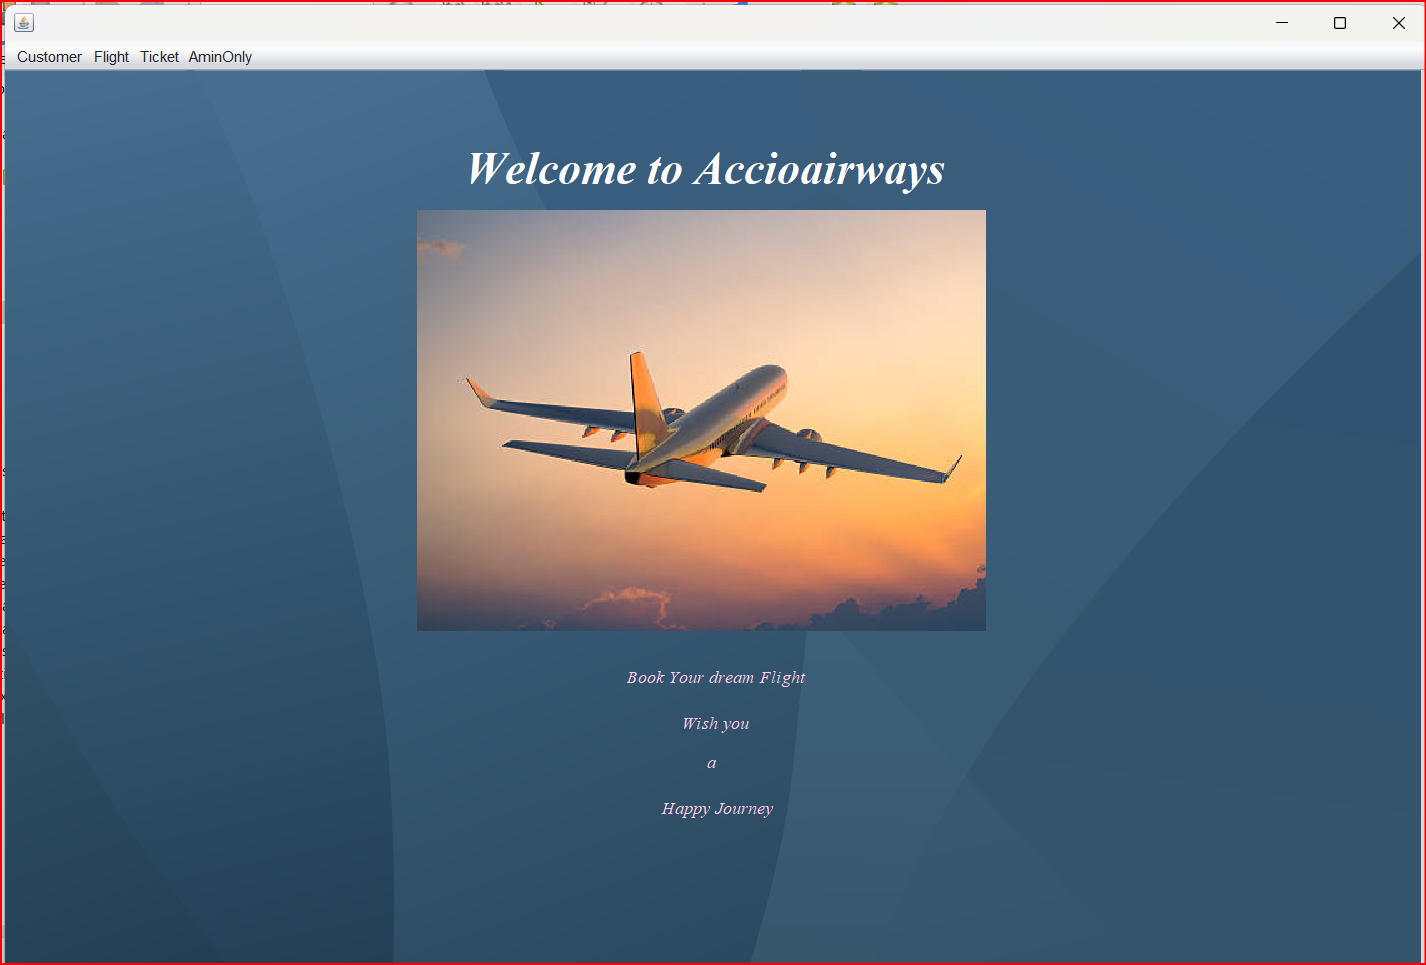 Customer Flight Ticket AminOnly
Welcome to Accioairways
Book Your dream Flight
Wish you
a
Happy Journey